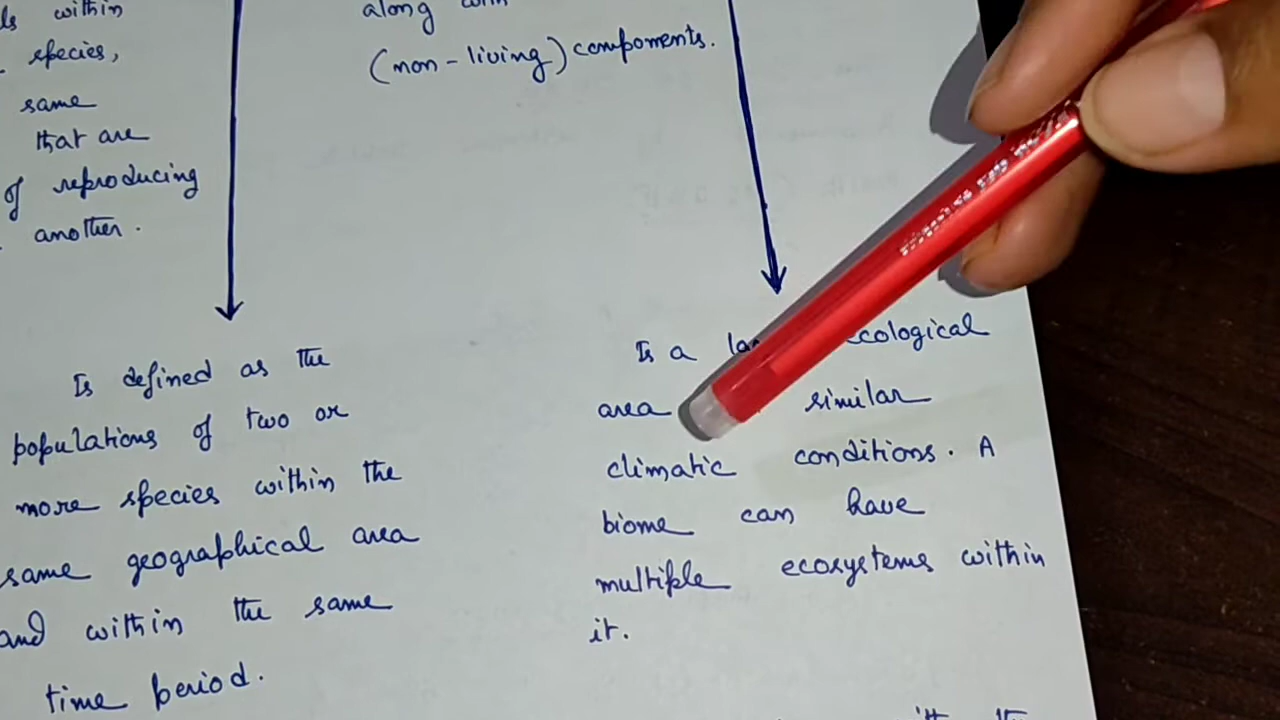 ls within
species,
same
that are
of reproducing
another.
along with
(non-living) components.
Is defined as the
populations of two or
more species within the
same geographical area
and within the same
time period.
Is a ecological
area similar
climatic conditions. A
biome can have
multiple ecosystems within
it.